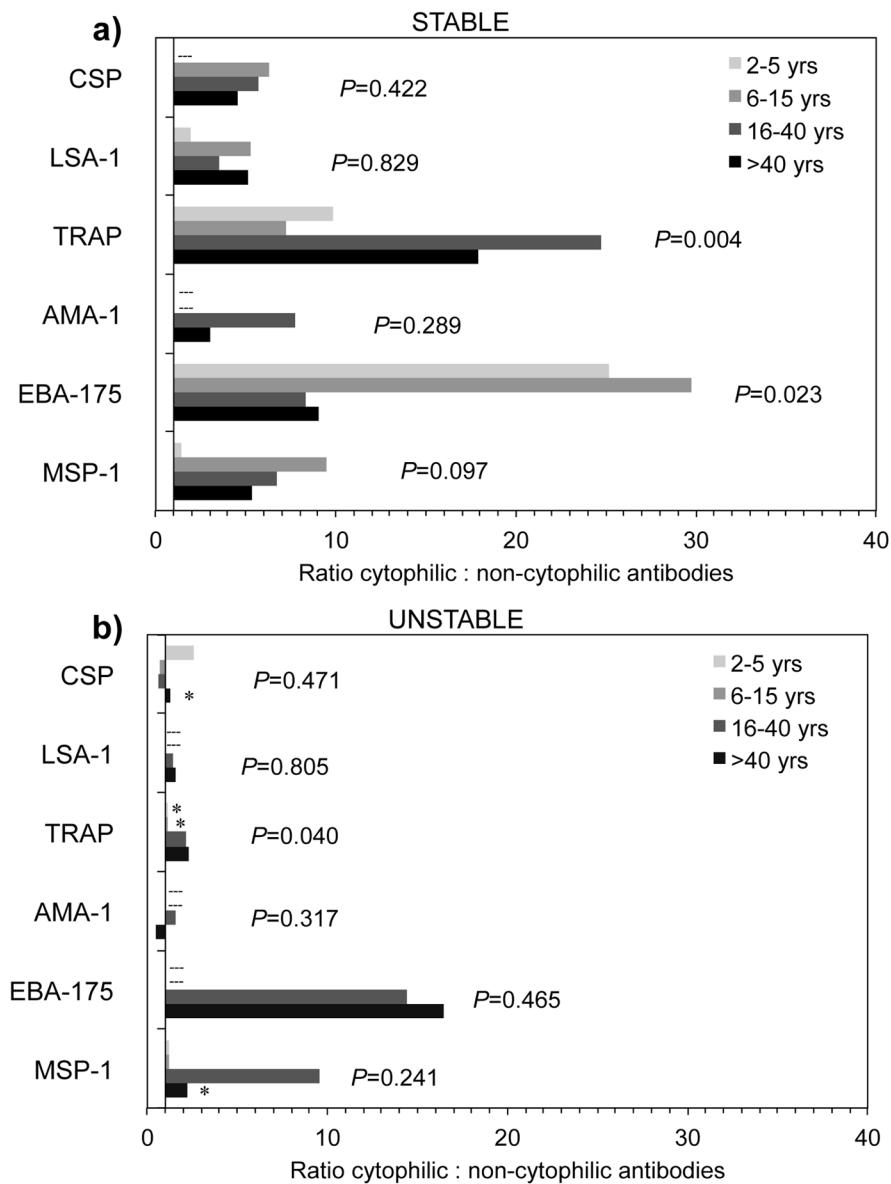 a)
STABLE
CSP
---
P=0.422
2-5 yrs
6-15 yrs
16-40 yrs
>40 yrs
LSA-1
P=0.829
TRAP
P=0.004
AMA-1
---
---
P=0.289
EBA-175
P=0.023
MSP-1
P=0.097
0 10 20 30 40
Ratio cytophilic : non-cytophilic antibodies
b)
UNSTABLE
CSP
P=0.471
*
2-5 yrs
6-15 yrs
16-40 yrs
>40 yrs
LSA-1
---
---
P=0.805
TRAP
*
*
P=0.040
AMA-1
---
---
P=0.317
EBA-175
---
---
P=0.465
MSP-1
P=0.241
*
0 10 20 30 40
Ratio cytophilic : non-cytophilic antibodies